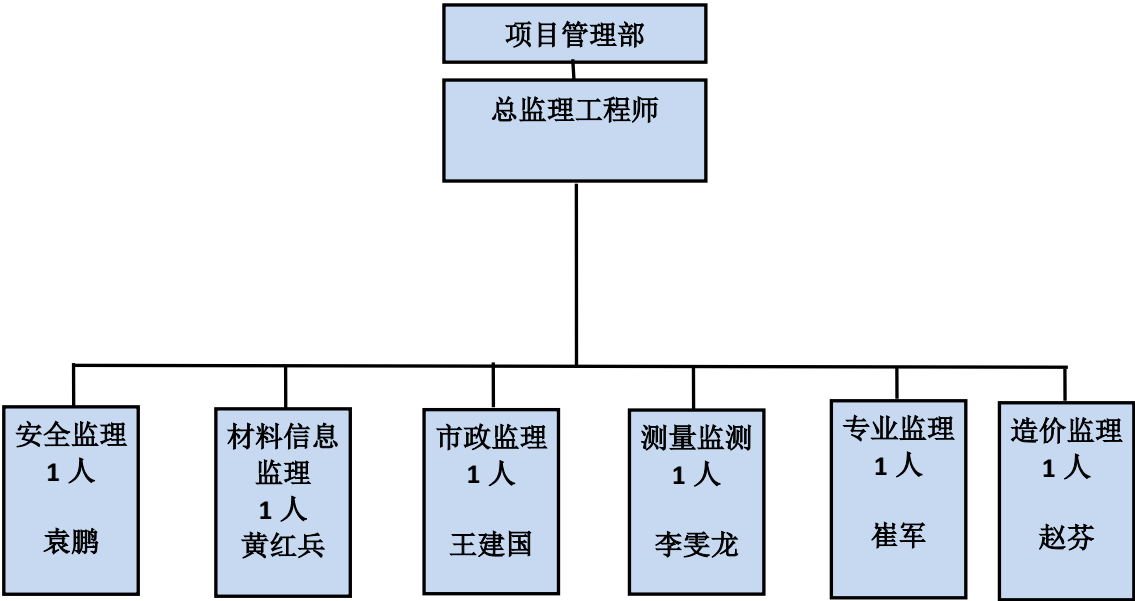 项目管理部
总监理工程师
安全监理
1 人
袁鹏
材料信息
监理
1 人
黄红兵
市政监理
1 人
王建国
测量监测
1 人
李雯龙
专业监理
1 人
崔军
造价监理
1 人
赵芬